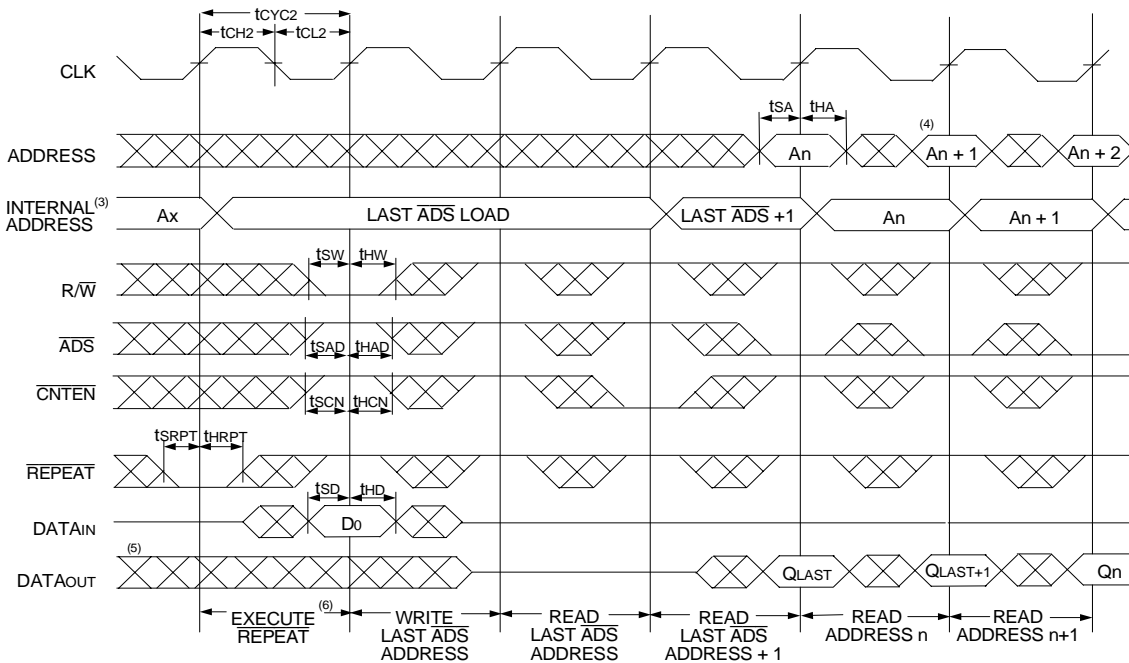 tCYC2
tCH2 tCL2
CLK
tSA tHA
ADDRESS An (4) An + 1 An + 2
INTERNAL(3)
ADDRESS
Ax LAST ADS LOAD LAST ADS +1 An An + 1
tSW tHW
R/W
ADS
tSAD tHAD
CNTEN
tSCN tHCN
tSRPT tHRPT
REPEAT
tSD tHD
DATAIN D0
(5)
DATAOUT QLAST QLAST+1 Qn
EXECUTE (6)
REPEAT
WRITE
LAST ADS
ADDRESS
READ
LAST ADS
ADDRESS
READ
LAST ADS
ADDRESS + 1
READ
ADDRESS n
READ
ADDRESS n+1